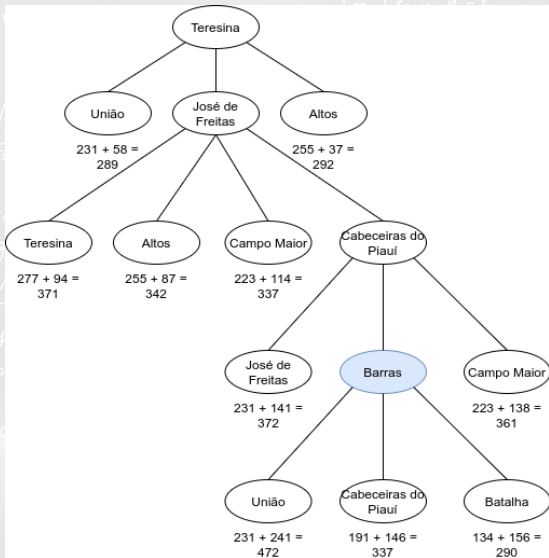 Teresina
União
José de
Freitas
Altos
231 + 58 =
289
255 + 37 =
292
Teresina
Altos
Campo Maior
Cabeceiras do
Piauí
277 + 94 =
371
255 + 87 =
342
223 + 114 =
337
José de
Freitas
Barras
Campo Maior
231 + 141 =
372
223 + 138 =
361
União
Cabeceiras do
Piauí
Batalha
231 + 241 =
472
191 + 146 =
337
134 + 156 =
290